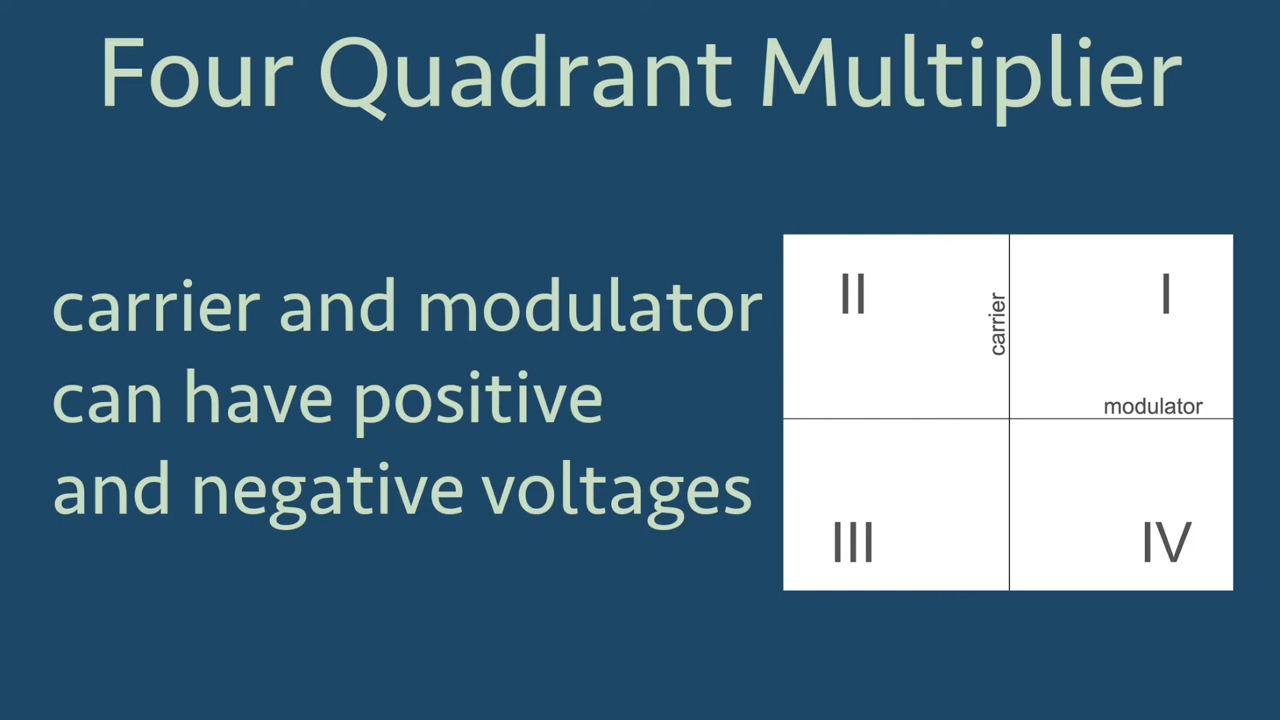 Four Quadrant Multiplier
carrier and modulator
can have positive
and negative voltages
II
carrier
I
modulator
III
IV